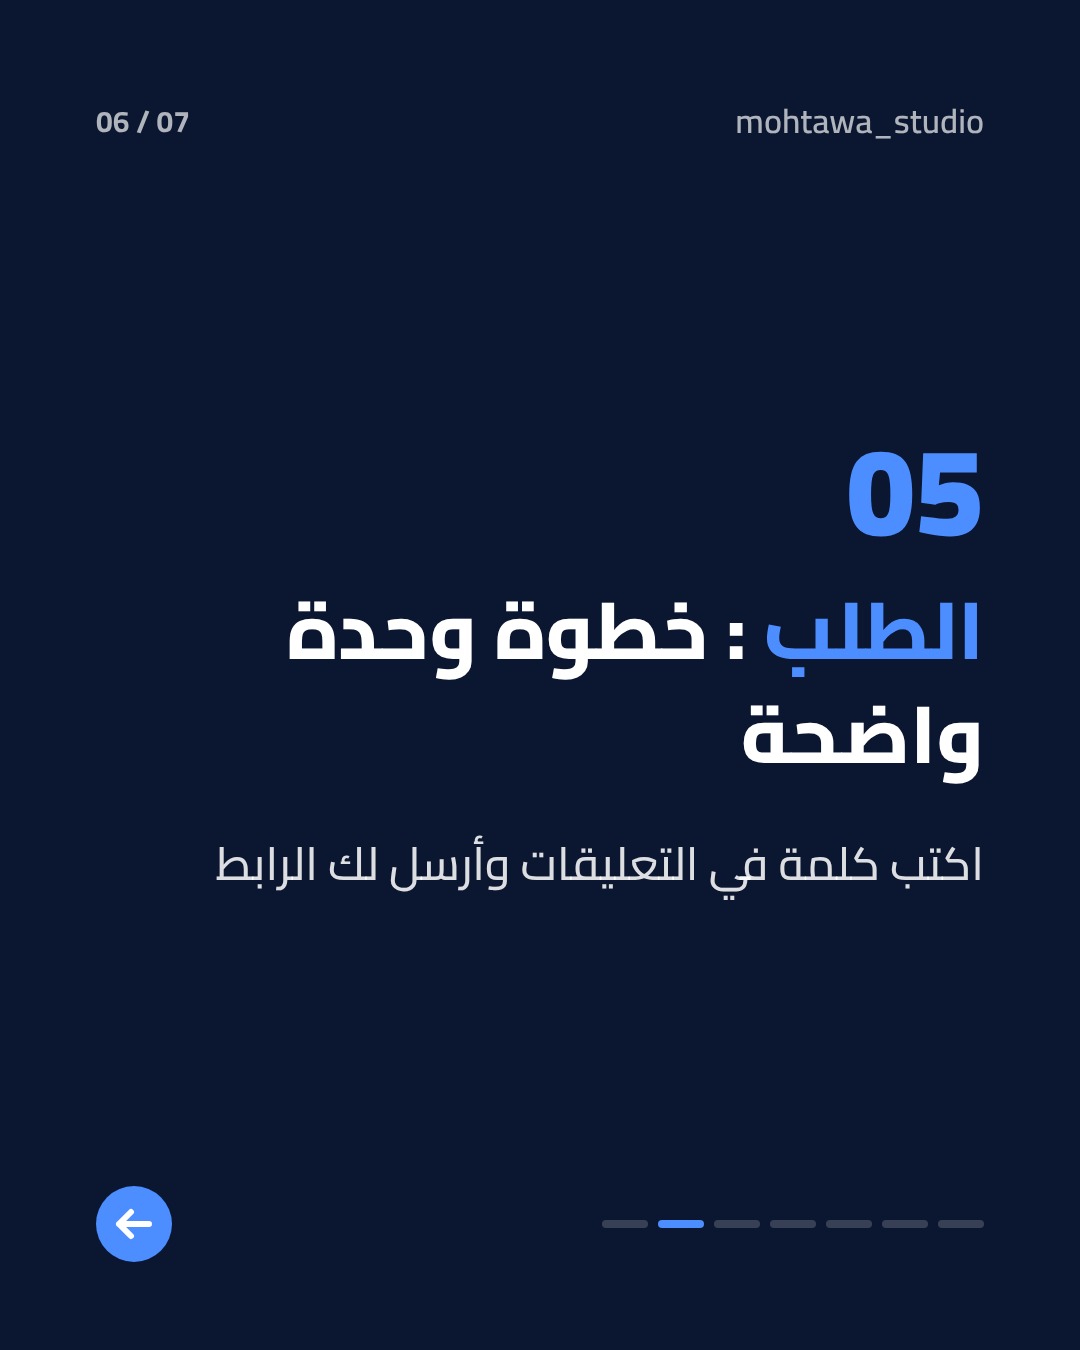 mohtawa_studio
06 / 07
05
الطلب : خطوة وحدة
واضحة
اكتب كلمة في التعليقات وأرسل لك الرابط